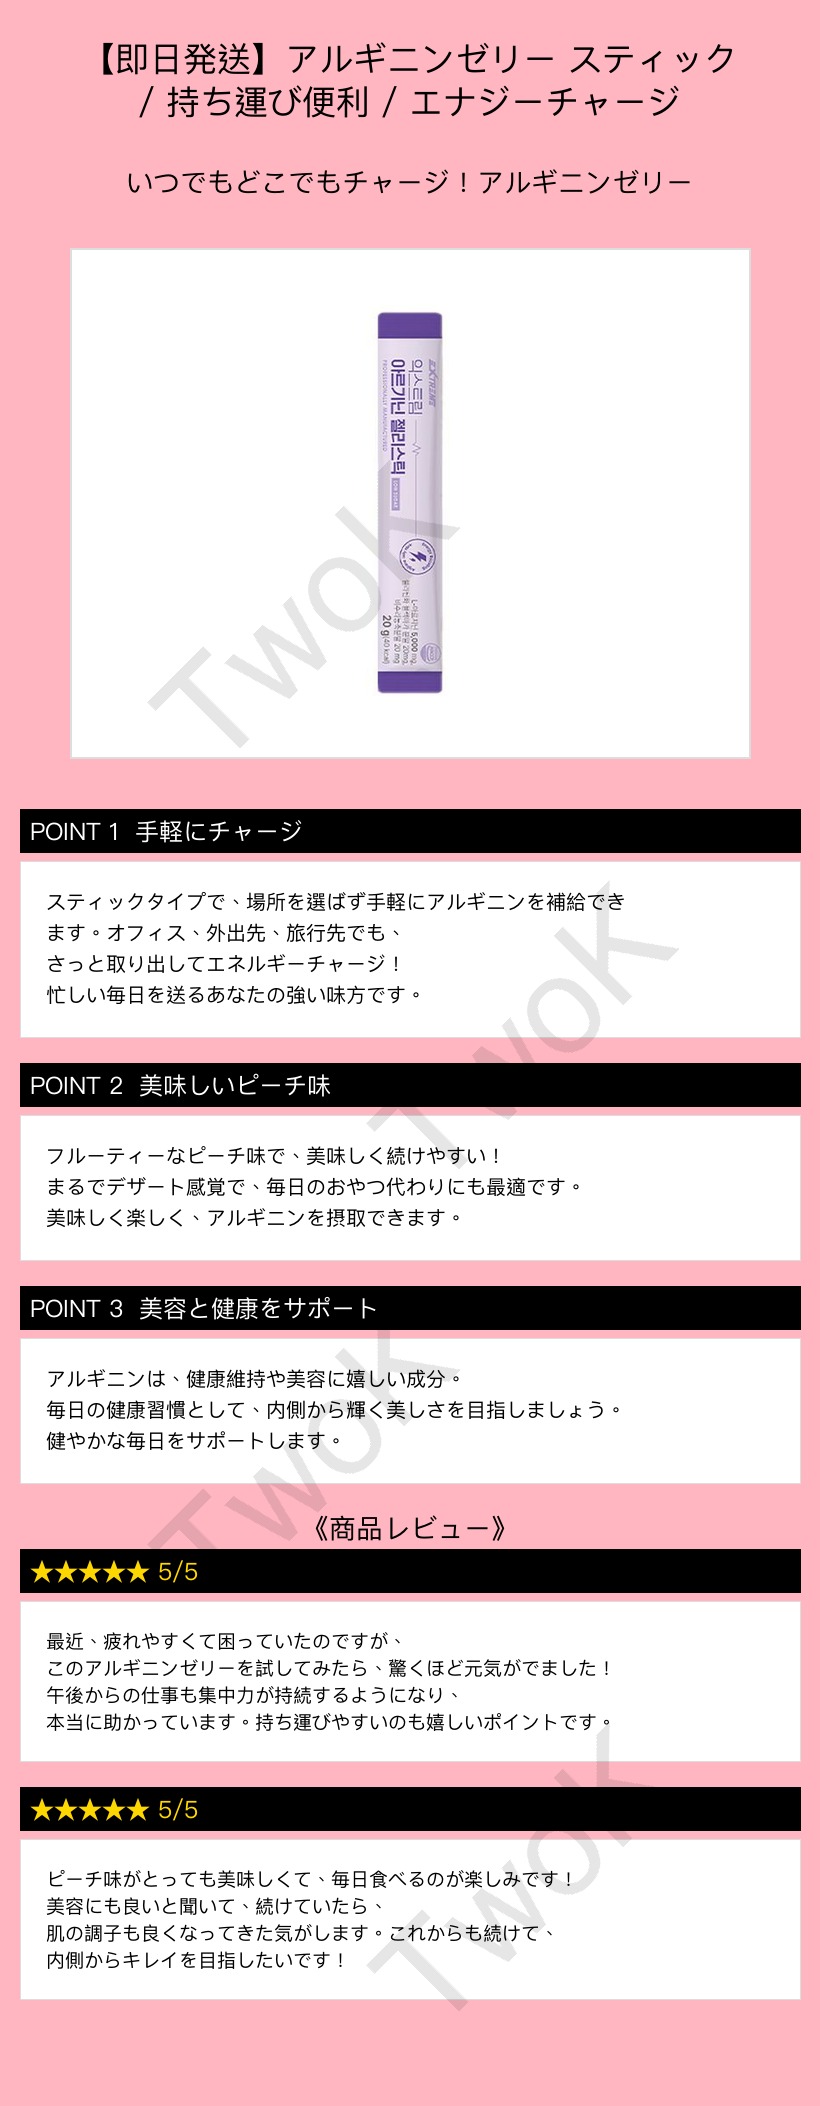 【即日発送】アルギニンゼリー スティック
/ 持ち運び便利 / エナジーチャージ
いつでもどこでもチャージ！アルギニンゼリー
EXTRIME
익스트림
아르기닌 젤리스틱
PROFESSIONALLY MANUFACTURED
LOW SUGAR
L-아르지닌 5,000 mg,
20 g(40 kcal)
TwoK
POINT 1 手軽にチャージ
スティックタイプで、場所を選ばず手軽にアルギニンを補給でき
ます。オフィス、外出先、旅行先でも、
さっと取り出してエネルギーチャージ！
忙しい毎日を送るあなたの強い味方です。
TwoK
POINT 2 美味しいピーチ味
フルーティーなピーチ味で、美味しく続けやすい！
まるでデザート感覚で、毎日のおやつ代わりにも最適です。
美味しく楽しく、アルギニンを摂取できます。
POINT 3 美容と健康をサポート
アルギニンは、健康維持や美容に嬉しい成分。
毎日の健康習慣として、内側から輝く美しさを目指しましょう。
健やかな毎日をサポートします。
TwoK
《商品レビュー》
★★★★★ 5/5
最近、疲れやすくて困っていたのですが、
このアルギニンゼリーを試してみたら、驚くほど元気がでました！
午後からの仕事も集中力が持続するようになり、
本当に助かっています。持ち運びやすいのも嬉しいポイントです。
★★★★★ 5/5
ピーチ味がとっても美味しくて、毎日食べるのが楽しみです！
美容にも良いと聞いて、続けていたら、
肌の調子も良くなってきた気がします。これからも続けて、
内側からキレイを目指したいです！
TwoK